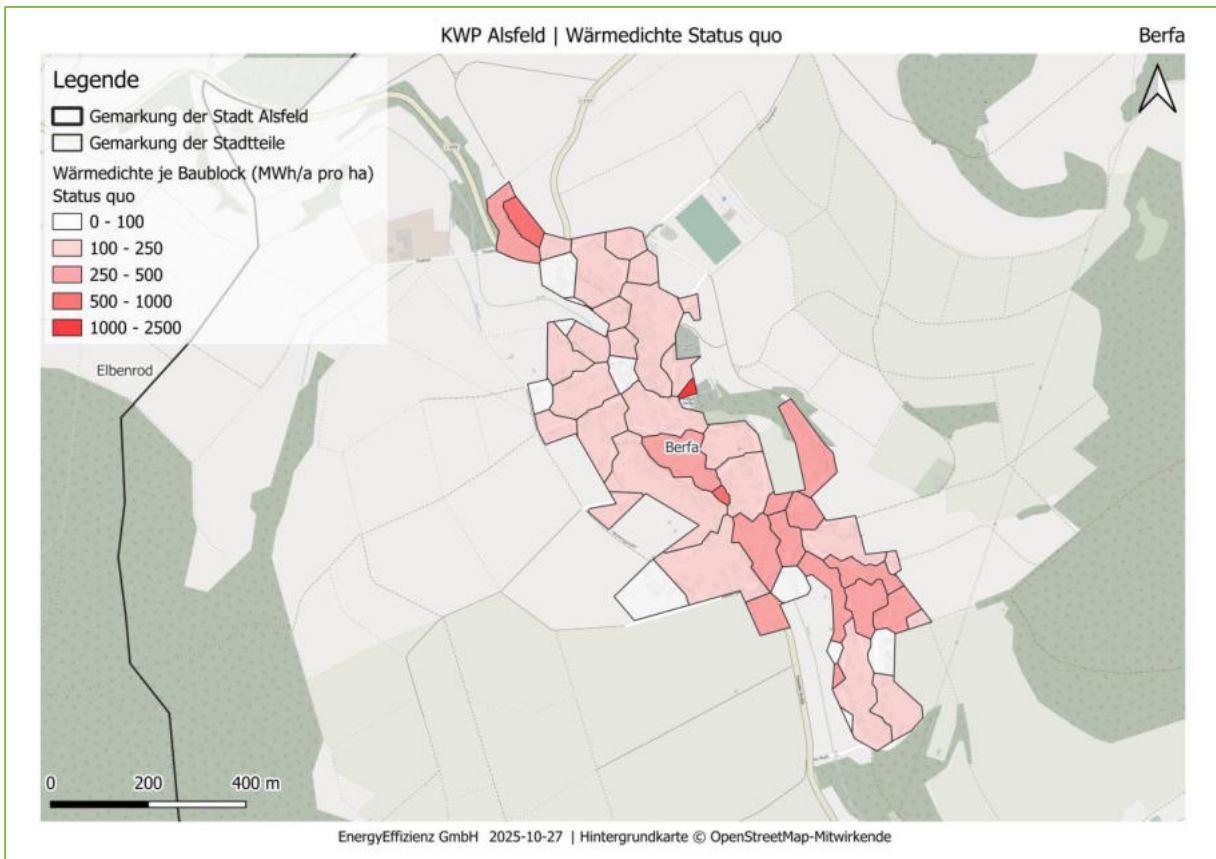 KWP Alsfeld | Wärmedichte Status quo
Berfa
Legende
Gemarkung der Stadt Alsfeld
Gemarkung der Stadtteile
Wärmedichte je Baublock (MWh/a pro ha)
Status quo
0 - 100
100 - 250
250 - 500
500 - 1000
1000 - 2500
Elbenrod
Berfa
0 200 400 m
EnergyEffizienz GmbH 2025-10-27 | Hintergrundkarte © OpenStreetMap-Mitwirkende